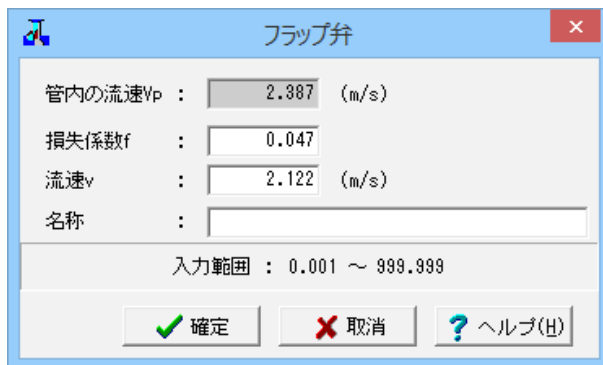 フラップ弁
管内の流速Vp : 2.387 (m/s)
損失係数f : 0.047
流速v : 2.122 (m/s)
名称 :
入力範囲 : 0.001 ～ 999.999
確定 取消 ヘルプ(H)